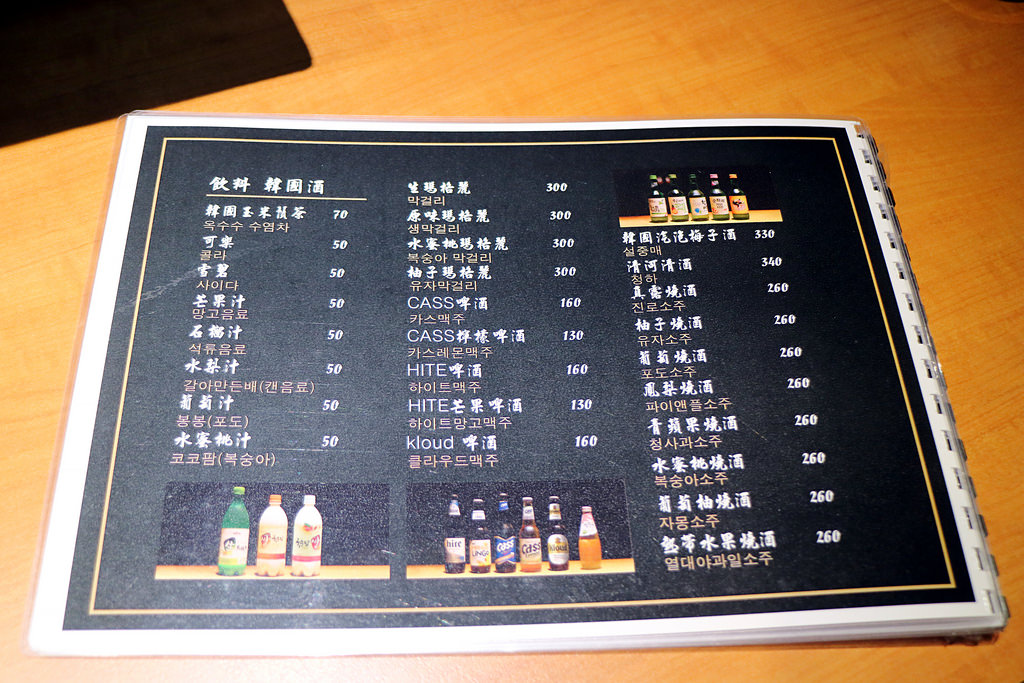 飲料 韓國酒
韓國玉米鬚茶 70
옥수수 수염차
可樂 50
콜라
雪碧 50
사이다
芒果汁 50
망고음료
石榴汁 50
석류음료
水梨汁 50
갈아만든배(캔음료)
葡萄汁 50
봉봉(포도)
水蜜桃汁 50
코코팜(복숭아)
生瑪格麗 300
막걸리
原味瑪格麗 300
생막걸리
水蜜桃瑪格麗 300
복숭아 막걸리
柚子瑪格麗 300
유자막걸리
CASS啤酒 160
카스맥주
CASS檸檬啤酒 130
카스레몬맥주
HITE啤酒 160
하이트맥주
HITE芒果啤酒 130
하이트망고맥주
kloud 啤酒 160
클라우드맥주
hite
Cass
Cass
kloud
韓國泡泡梅子酒 330
설중매
清河清酒 340
청하
真露燒酒 260
진로소주
柚子燒酒 260
유자소주
葡萄燒酒 260
포도소주
鳳梨燒酒 260
파이앤플소주
青蘋果燒酒 260
청사과소주
水蜜桃燒酒 260
복숭아소주
葡萄柚燒酒 260
자몽소주
熱帶水果燒酒 260
열대야과일소주